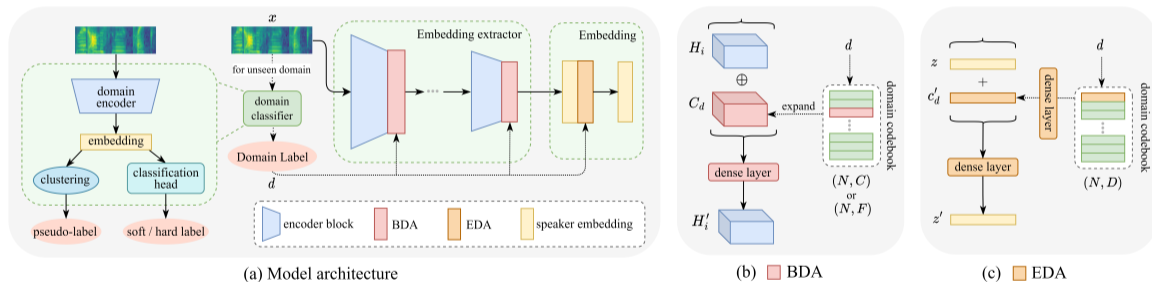 x
for unseen domain
domain
encoder
embedding
clustering
classification
head
pseudo-label
soft / hard label
domain
classifier
Domain Label
d
Embedding extractor
Embedding
encoder block
BDA
EDA
speaker embedding
(a) Model architecture
H_i
⊕
C_d
expand
d
domain codebook
dense layer
(N, C)
or
(N, F)
H'_i
(b) BDA
z
+
c'_d
dense layer
d
domain codebook
dense layer
(N, D)
z'
(c) EDA